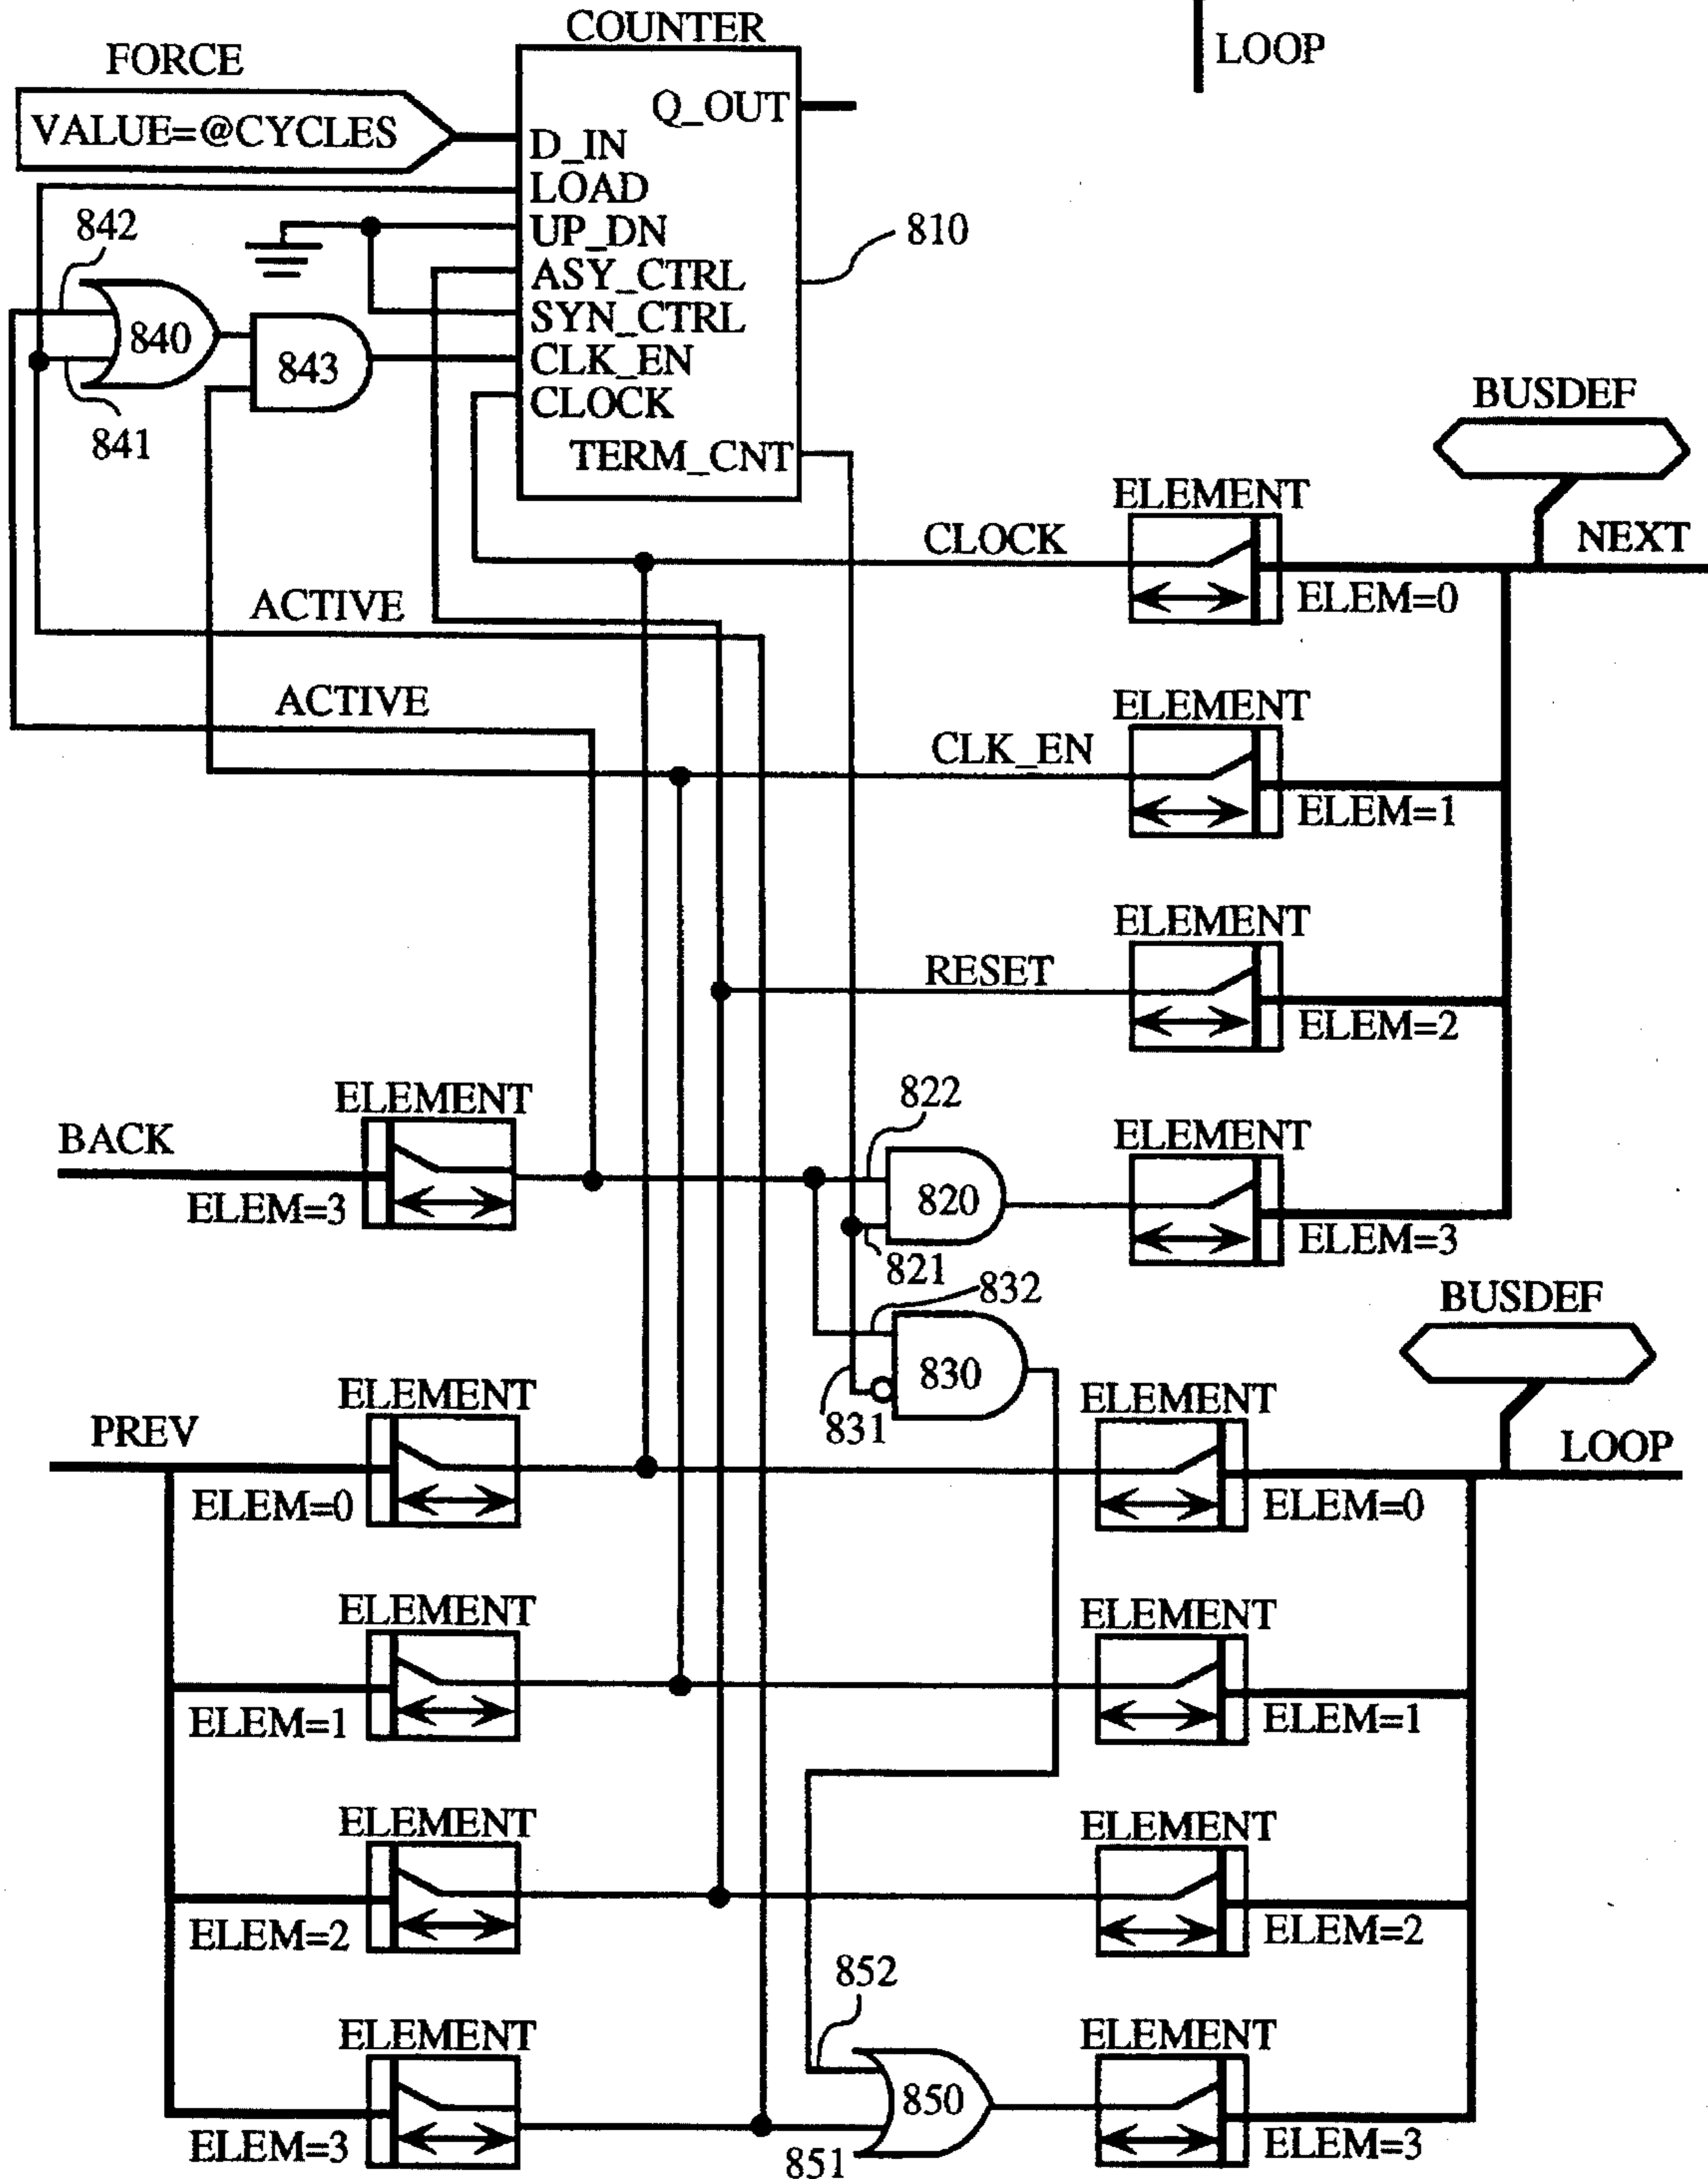 COUNTER
LOOP
FORCE
VALUE=@CYCLES
Q_OUT
D_IN
LOAD
UP_DN
ASY_CTRL
SYN_CTRL
CLK_EN
CLOCK
TERM_CNT
810
842
840
843
841
BUSDEF
ELEMENT
CLOCK
NEXT
ELEM=0
ACTIVE
ACTIVE
ELEMENT
CLK_EN
ELEM=1
ELEMENT
RESET
ELEM=2
ELEMENT
BACK
ELEM=3
822
820
821
ELEMENT
ELEM=3
832
830
831
BUSDEF
ELEMENT
PREV
ELEM=0
ELEMENT
LOOP
ELEM=0
ELEMENT
ELEM=1
ELEMENT
ELEM=1
ELEMENT
ELEM=2
ELEMENT
ELEM=2
852
ELEMENT
ELEM=3
850
851
ELEMENT
ELEM=3